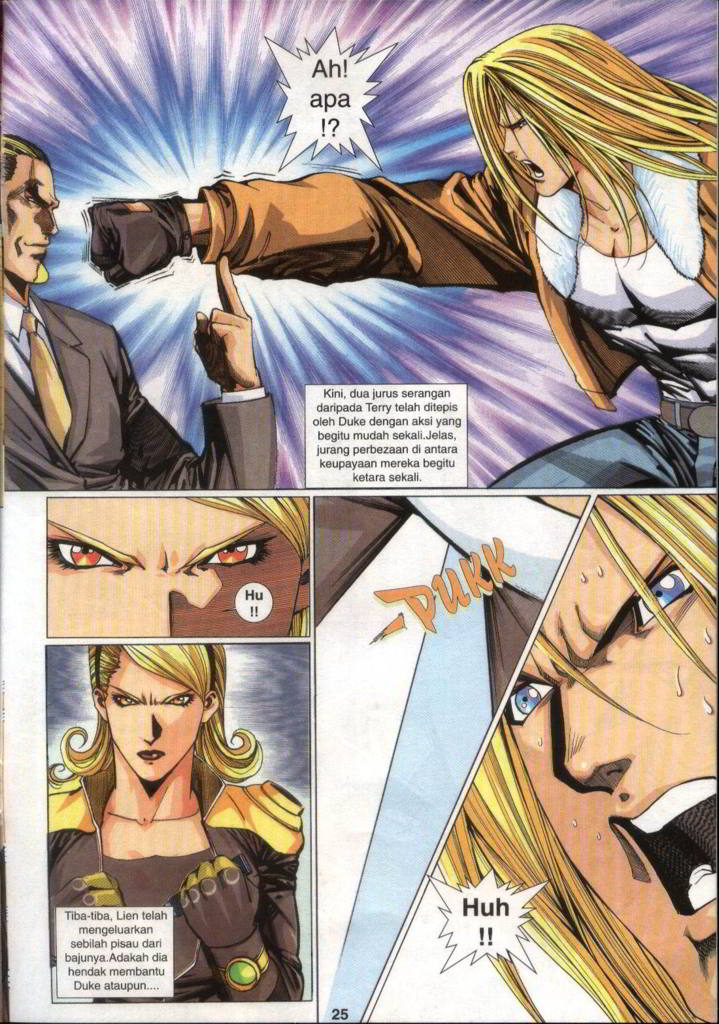 Ah!
apa
!?
Kini, dua jurus serangan
daripada Terry telah ditepis
oleh Duke dengan aksi yang
begitu mudah sekali.Jelas,
jurang perbezaan di antara
keupayaan mereka begitu
ketara sekali.
Hu
!!
PUKK
Tiba-tiba, Lien telah
mengeluarkan
sebilah pisau dari
bajunya.Adakah dia
hendak membantu
Duke ataupun....
Huh
!!
25